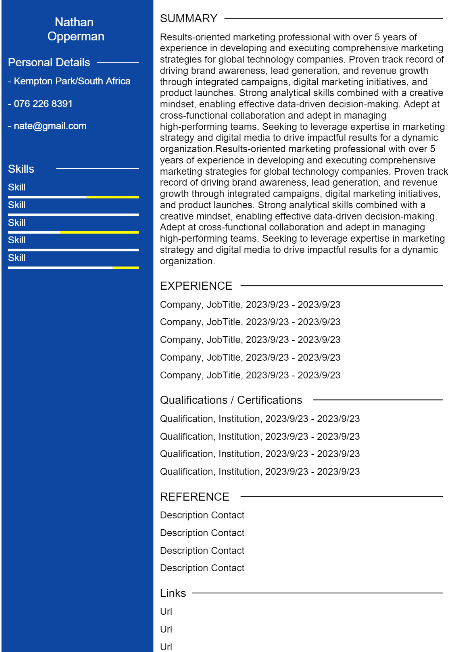 Nathan
Opperman
Personal Details
- Kempton Park/South Africa
- 076 226 8391
- nate@gmail.com
Skills
Skill
Skill
Skill
Skill
Skill
SUMMARY
Results-oriented marketing professional with over 5 years of
experience in developing and executing comprehensive marketing
strategies for global technology companies. Proven track record of
driving brand awareness, lead generation, and revenue growth
through integrated campaigns, digital marketing initiatives, and
product launches. Strong analytical skills combined with a creative
mindset, enabling effective data-driven decision-making. Adept at
cross-functional collaboration and adept in managing
high-performing teams. Seeking to leverage expertise in marketing
strategy and digital media to drive impactful results for a dynamic
organization.Results-oriented marketing professional with over 5
years of experience in developing and executing comprehensive
marketing strategies for global technology companies. Proven track
record of driving brand awareness, lead generation, and revenue
growth through integrated campaigns, digital marketing initiatives,
and product launches. Strong analytical skills combined with a
creative mindset, enabling effective data-driven decision-making.
Adept at cross-functional collaboration and adept in managing
high-performing teams. Seeking to leverage expertise in marketing
strategy and digital media to drive impactful results for a dynamic
organization.
EXPERIENCE
Company, JobTitle, 2023/9/23 - 2023/9/23
Company, JobTitle, 2023/9/23 - 2023/9/23
Company, JobTitle, 2023/9/23 - 2023/9/23
Company, JobTitle, 2023/9/23 - 2023/9/23
Company, JobTitle, 2023/9/23 - 2023/9/23
Qualifications / Certifications
Qualification, Institution, 2023/9/23 - 2023/9/23
Qualification, Institution, 2023/9/23 - 2023/9/23
Qualification, Institution, 2023/9/23 - 2023/9/23
Qualification, Institution, 2023/9/23 - 2023/9/23
REFERENCE
Description Contact
Description Contact
Description Contact
Description Contact
Links
Url
Url
Url